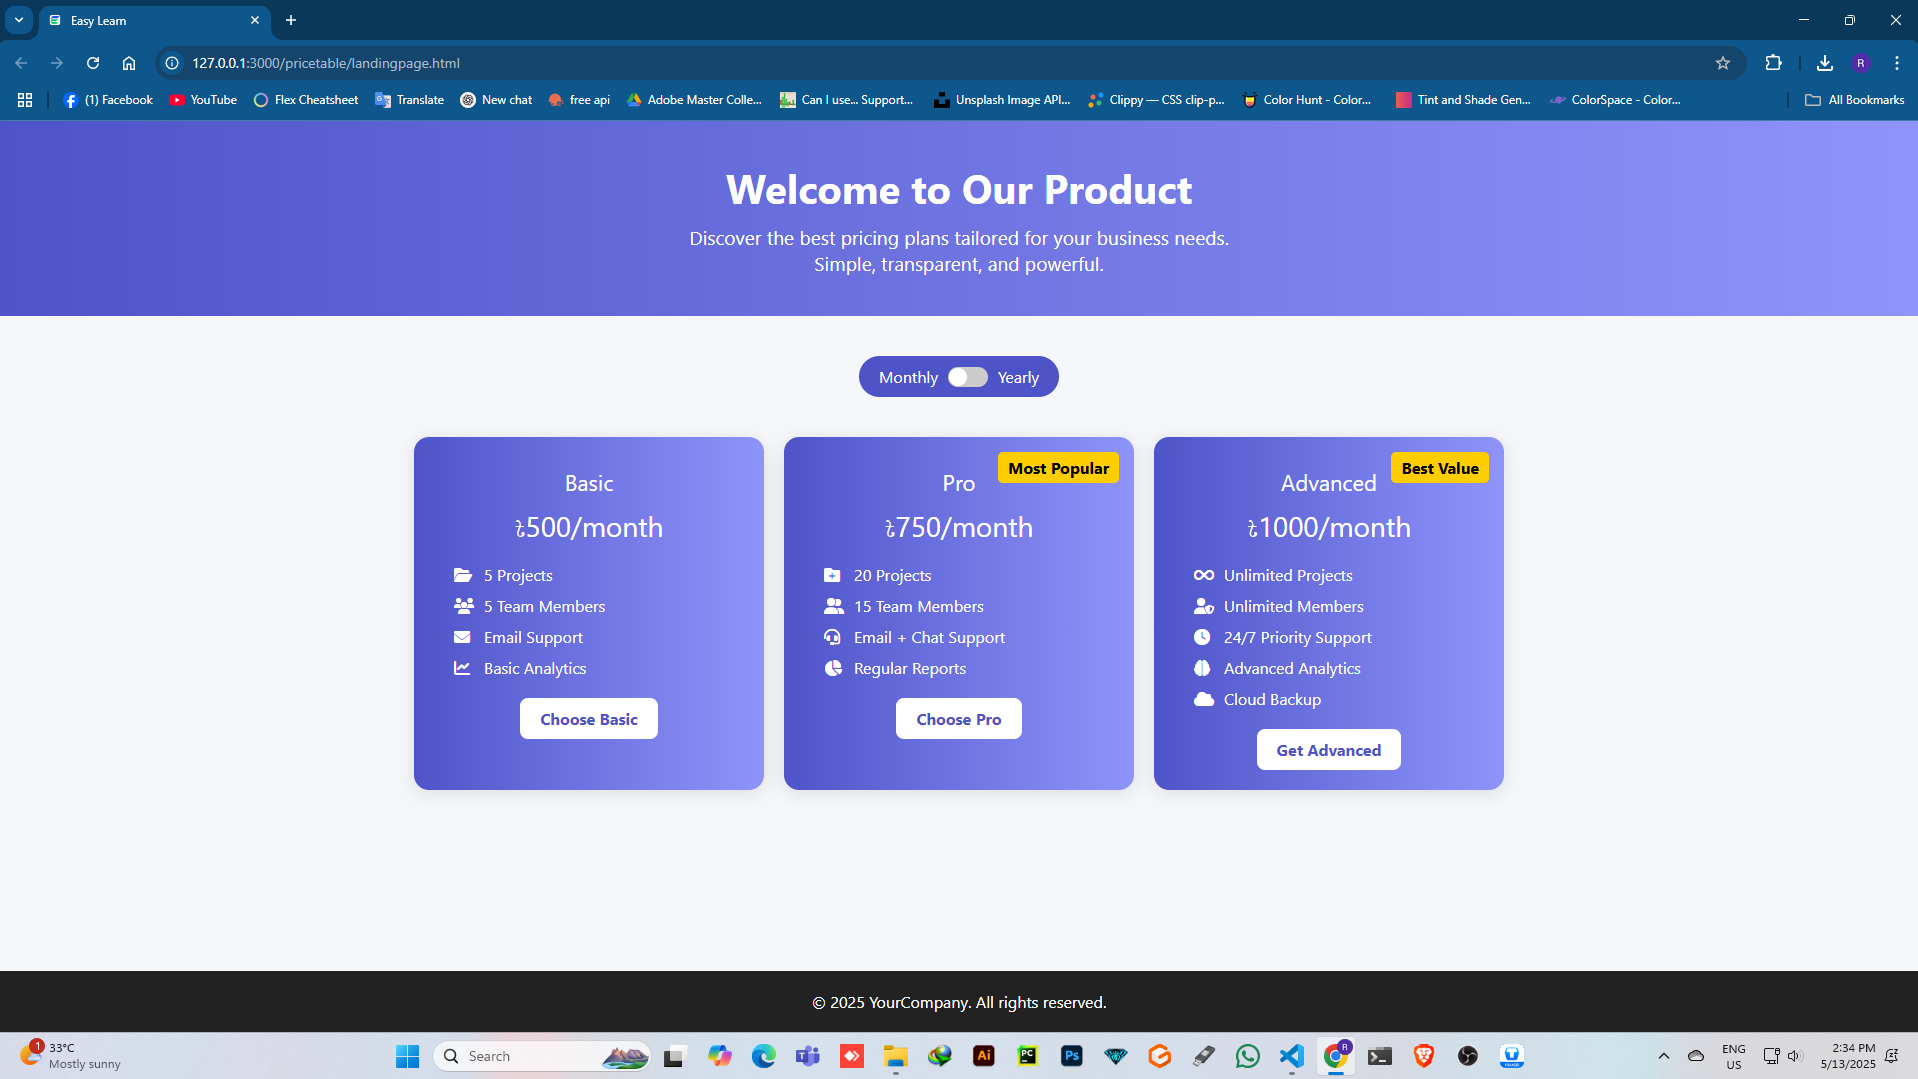 Easy Learn
127.0.0.1:3000/pricetable/landingpage.html
R
(1) Facebook
YouTube
Flex Cheatsheet
Translate
New chat
free api
Adobe Master Colle...
Can I use... Support...
Unsplash Image API...
Clippy — CSS clip-p...
Color Hunt - Color...
Tint and Shade Gen...
ColorSpace - Color...
All Bookmarks
Welcome to Our Product
Discover the best pricing plans tailored for your business needs.
Simple, transparent, and powerful.
Monthly
Yearly
Basic
৳500/month
5 Projects
5 Team Members
Email Support
Basic Analytics
Choose Basic
Most Popular
Pro
৳750/month
20 Projects
15 Team Members
Email + Chat Support
Regular Reports
Choose Pro
Best Value
Advanced
৳1000/month
Unlimited Projects
Unlimited Members
24/7 Priority Support
Advanced Analytics
Cloud Backup
Get Advanced
© 2025 YourCompany. All rights reserved.
1
33°C
Mostly sunny
Search
Ai
PC
Ps
R
ENG
US
2:34 PM
5/13/2025